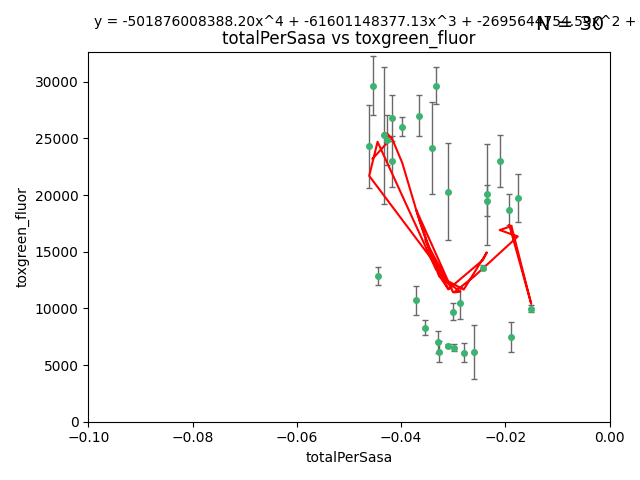 y = -501876008388.20x^4 + -61601148377.13x^3 + -2695644754.59x^2 +
N = 30
totalPerSasa vs toxgreen_fluor
30000
25000
20000
15000
10000
5000
0
toxgreen_fluor
−0.10 −0.08 −0.06 −0.04 −0.02 0.00
totalPerSasa